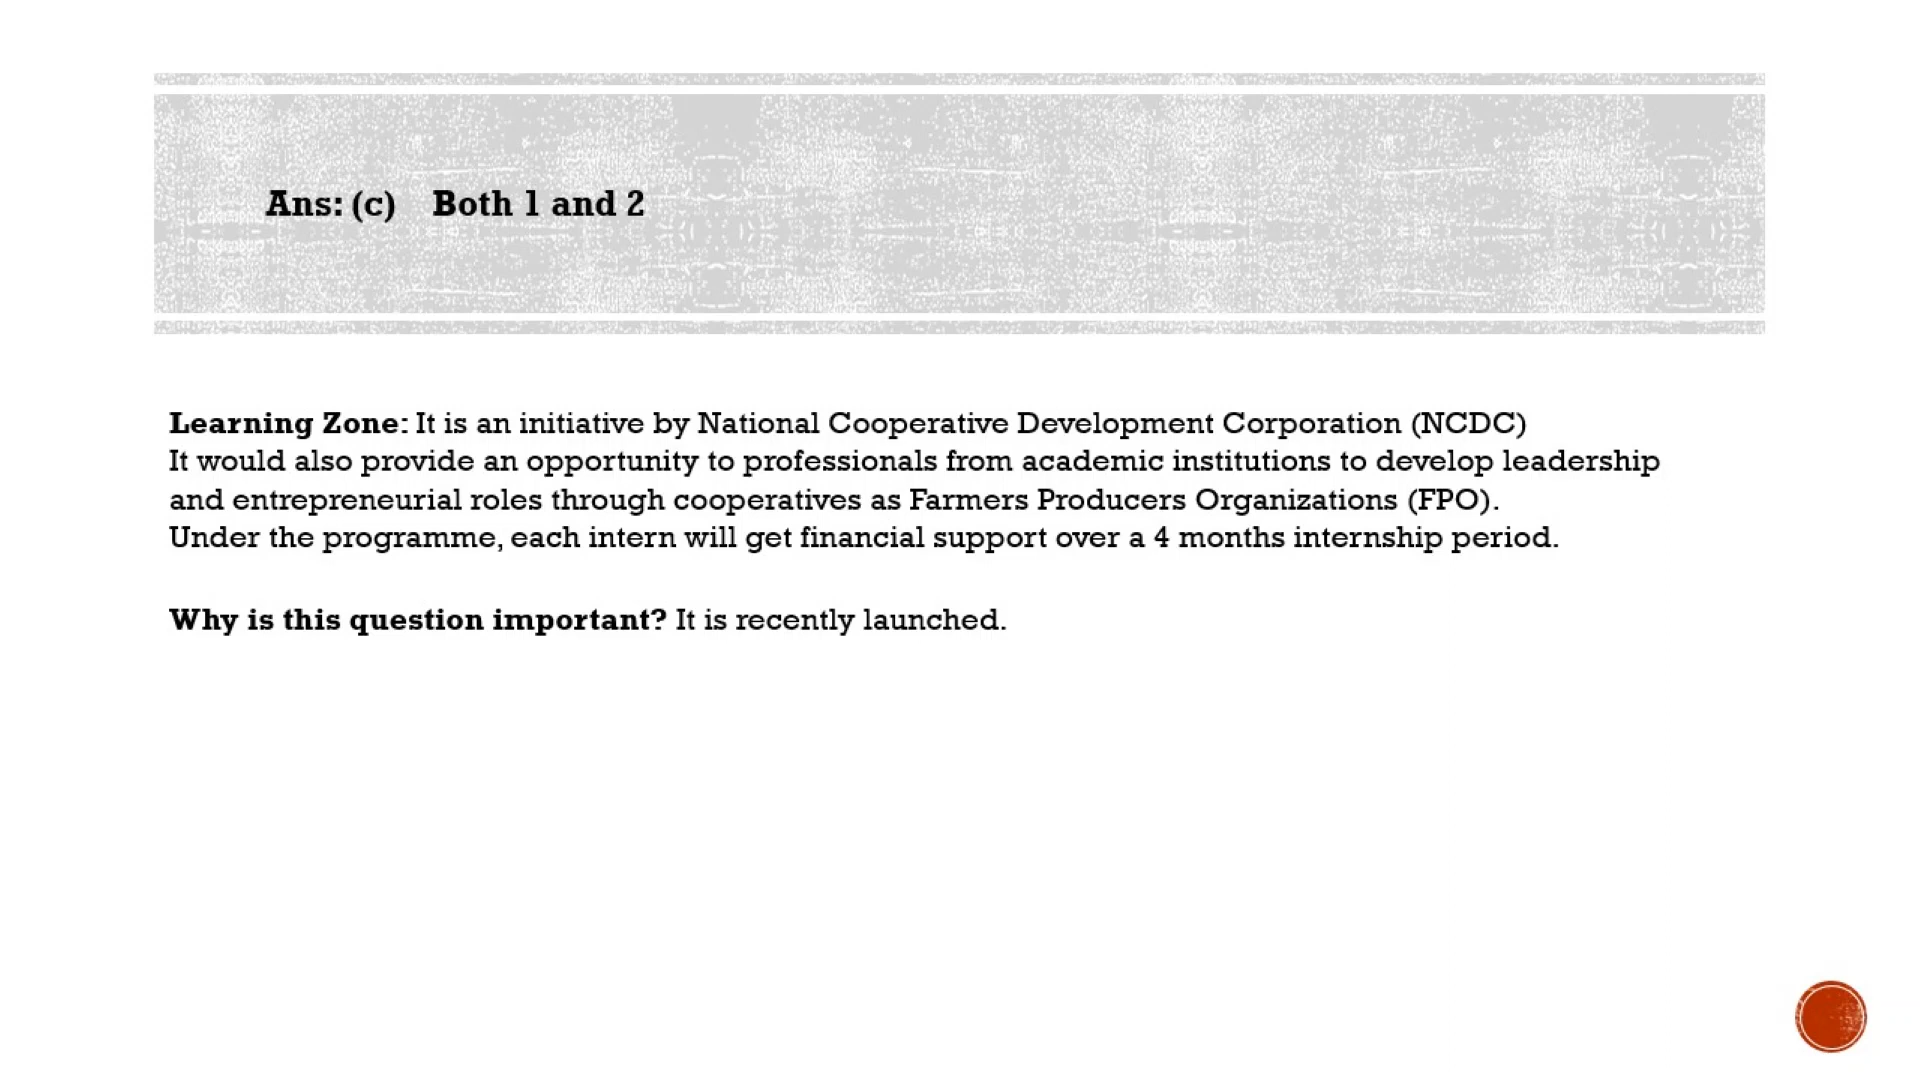 Ans: (c) Both 1 and 2
Learning Zone: It is an initiative by National Cooperative Development Corporation (NCDC)
It would also provide an opportunity to professionals from academic institutions to develop leadership
and entrepreneurial roles through cooperatives as Farmers Producers Organizations (FPO).
Under the programme, each intern will get financial support over a 4 months internship period.
Why is this question important? It is recently launched.